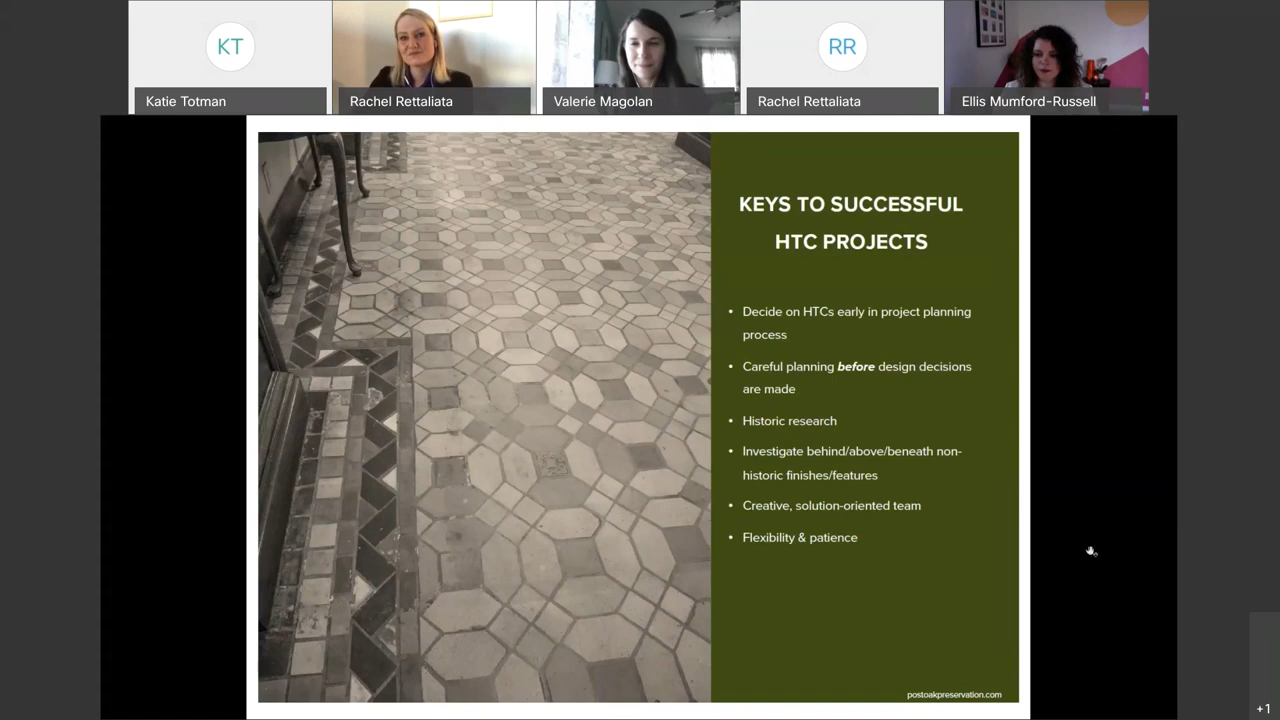 KT
RR
Katie Totman
Rachel Rettaliata
Valerie Magolan
Rachel Rettaliata
Ellis Mumford-Russell
KEYS TO SUCCESSFUL
HTC PROJECTS
• Decide on HTCs early in project planning
process
• Careful planning before design decisions
are made
• Historic research
• Investigate behind/above/beneath non-
historic finishes/features
• Creative, solution-oriented team
• Flexibility & patience
postoakpreservation.com
+1